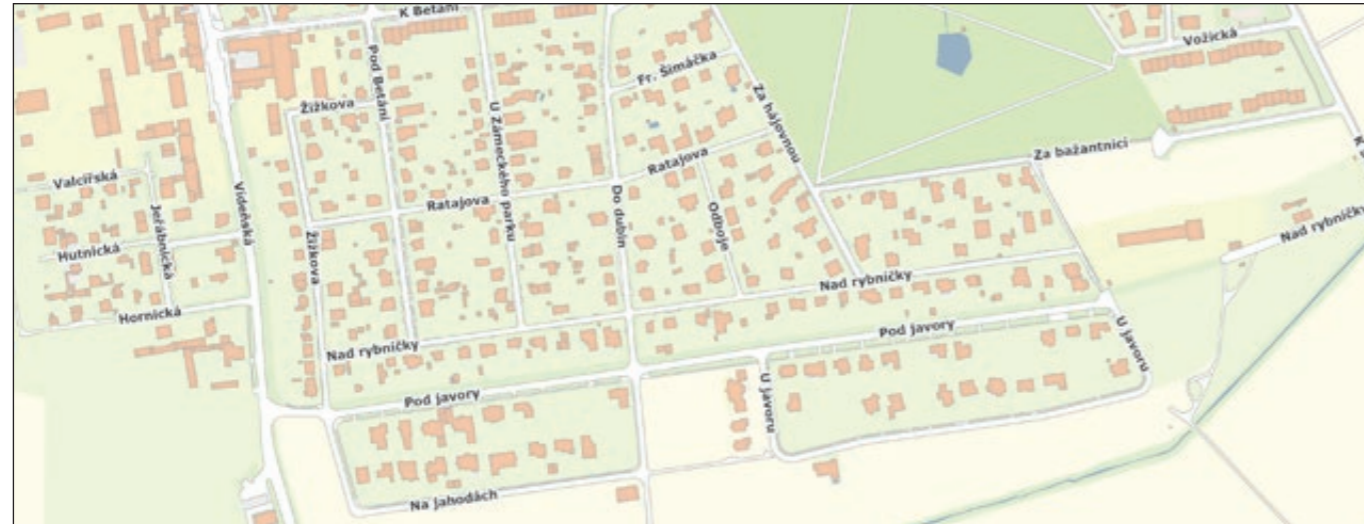 K Betáni
Vožická
Fr. Šimáčka
Pod Betání
Žižkova
U Zámeckého parku
Za hájovnou
Za bažantnicí
Ratajova
Valcířská
Vídeňská
Jeřábnická
Ratajova
Do dubin
Odboje
Nad rybníčky
Hutnická
Žižkova
Nad rybníčky
Hornická
Pod javory
U javoru
Nad rybníčky
Pod javory
U javoru
Na jahodách